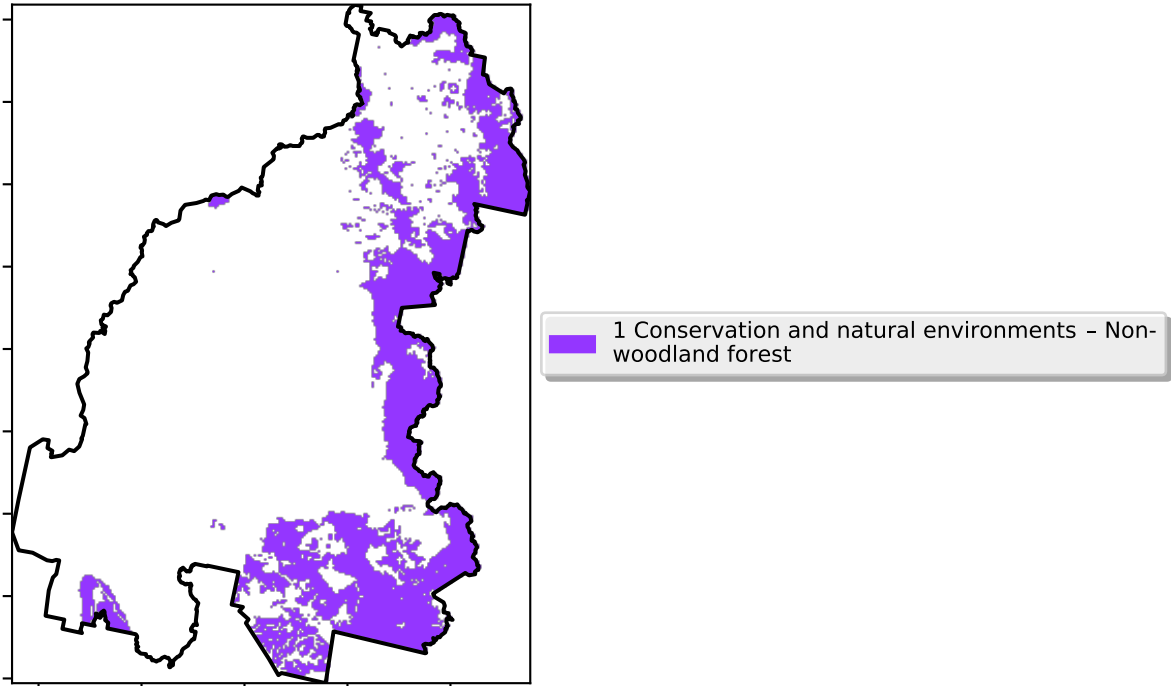 1 Conservation and natural environments – Non-
woodland forest